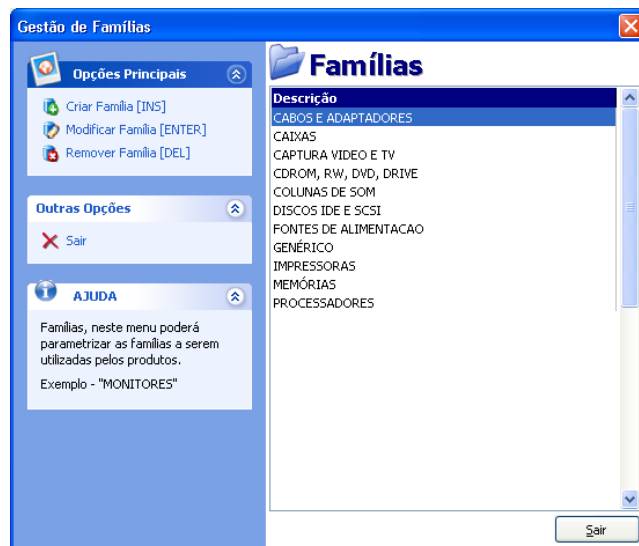 Gestão de Famílias
Opções Principais
Criar Família [INS]
Modificar Família [ENTER]
Remover Família [DEL]
Outras Opções
Sair
AJUDA
Famílias, neste menu poderá
parametrizar as famílias a serem
utilizadas pelos produtos.
Exemplo - "MONITORES"
Famílias
Descrição
CABOS E ADAPTADORES
CAIXAS
CAPTURA VIDEO E TV
CDROM, RW, DVD, DRIVE
COLUNAS DE SOM
DISCOS IDE E SCSI
FONTES DE ALIMENTACAO
GENÉRICO
IMPRESSORAS
MEMÓRIAS
PROCESSADORES
Sair